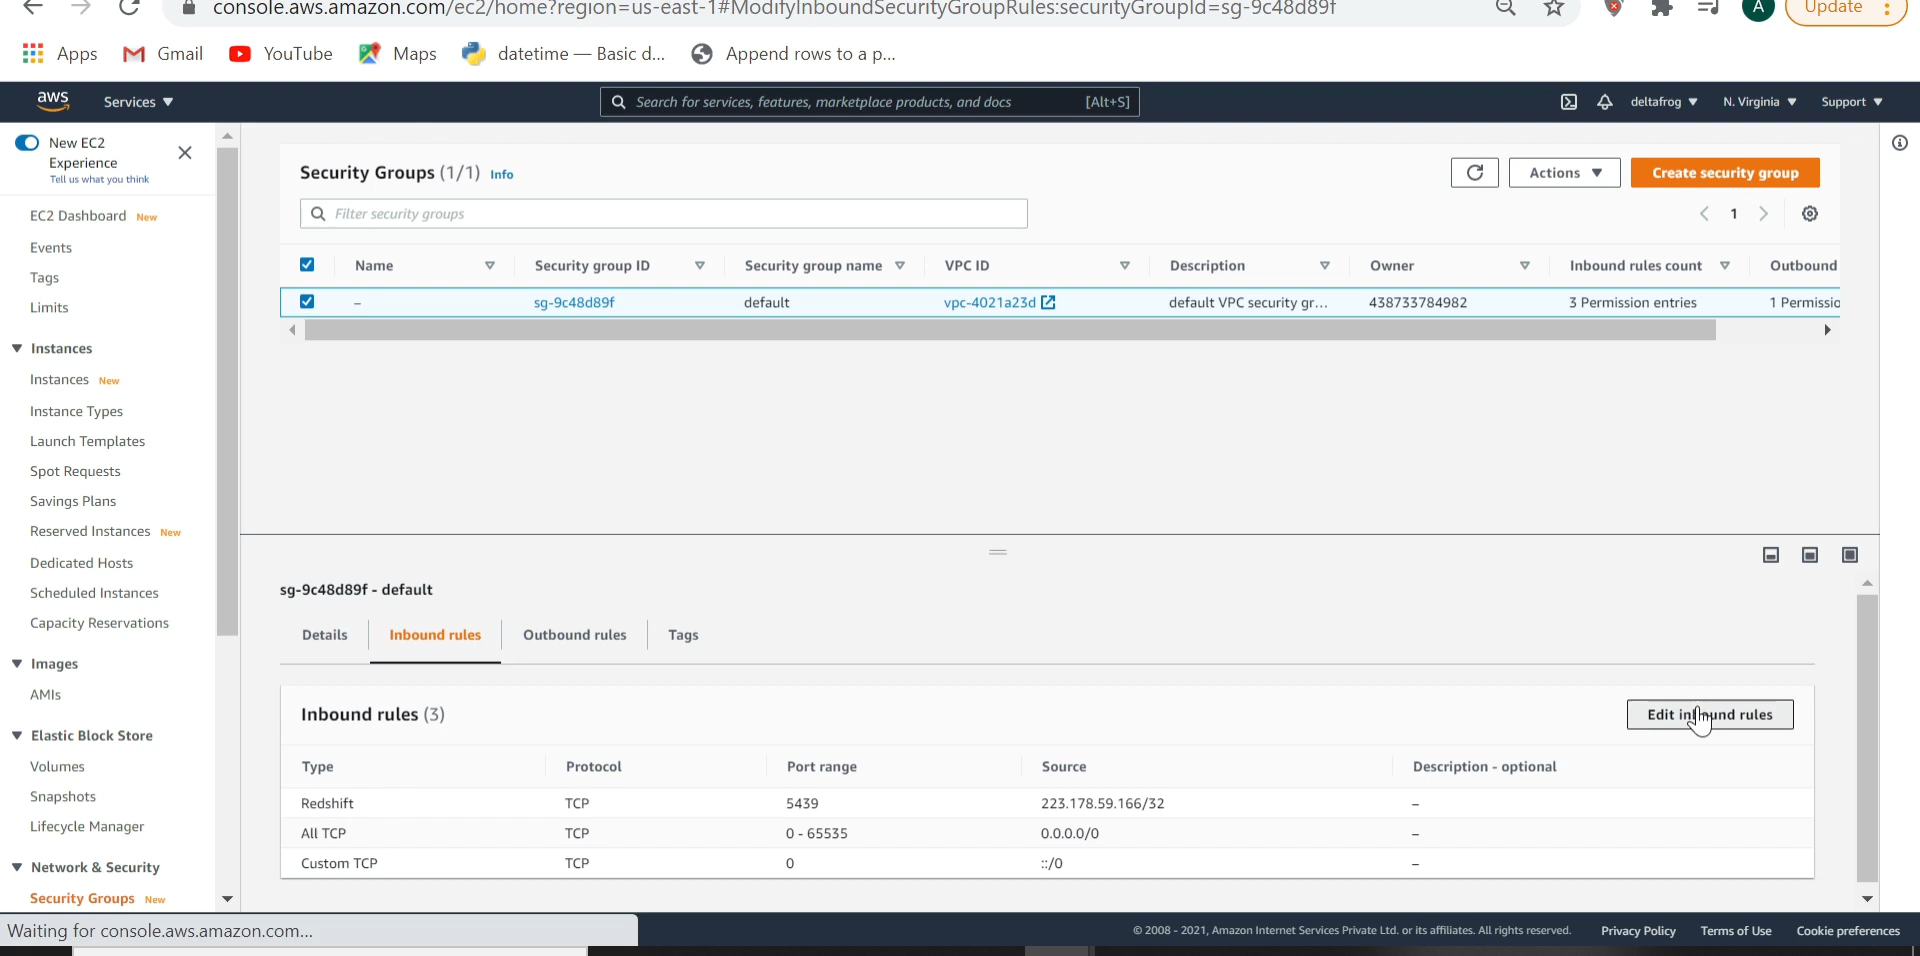 console.aws.amazon.com/ec2/home?region=us-east-1#ModifyInboundSecurityGroupRules:securityGroupId=sg-9c48d89f
A
Update
Apps
Gmail
YouTube
Maps
datetime — Basic d...
Append rows to a p...
aws
Services
Search for services, features, marketplace products, and docs
[Alt+S]
deltafrog
N. Virginia
Support
New EC2
Experience
Tell us what you think
EC2 Dashboard New
Events
Tags
Limits
Instances
Instances New
Instance Types
Launch Templates
Spot Requests
Savings Plans
Reserved Instances New
Dedicated Hosts
Scheduled Instances
Capacity Reservations
Images
AMIs
Elastic Block Store
Volumes
Snapshots
Lifecycle Manager
Network & Security
Security Groups New
Security Groups (1/1) Info
Actions
Create security group
Filter security groups
1
Name Security group ID Security group name VPC ID Description Owner Inbound rules count Outbound
– sg-9c48d89f default vpc-4021a23d default VPC security gr... 438733784982 3 Permission entries 1 Permissio
sg-9c48d89f - default
Details Inbound rules Outbound rules Tags
Inbound rules (3)
Edit inbound rules
Type Protocol Port range Source Description - optional
Redshift TCP 5439 223.178.59.166/32 –
All TCP TCP 0 - 65535 0.0.0.0/0 –
Custom TCP TCP 0 ::/0 –
Waiting for console.aws.amazon.com...
© 2008 - 2021, Amazon Internet Services Private Ltd. or its affiliates. All rights reserved. Privacy Policy Terms of Use Cookie preferences